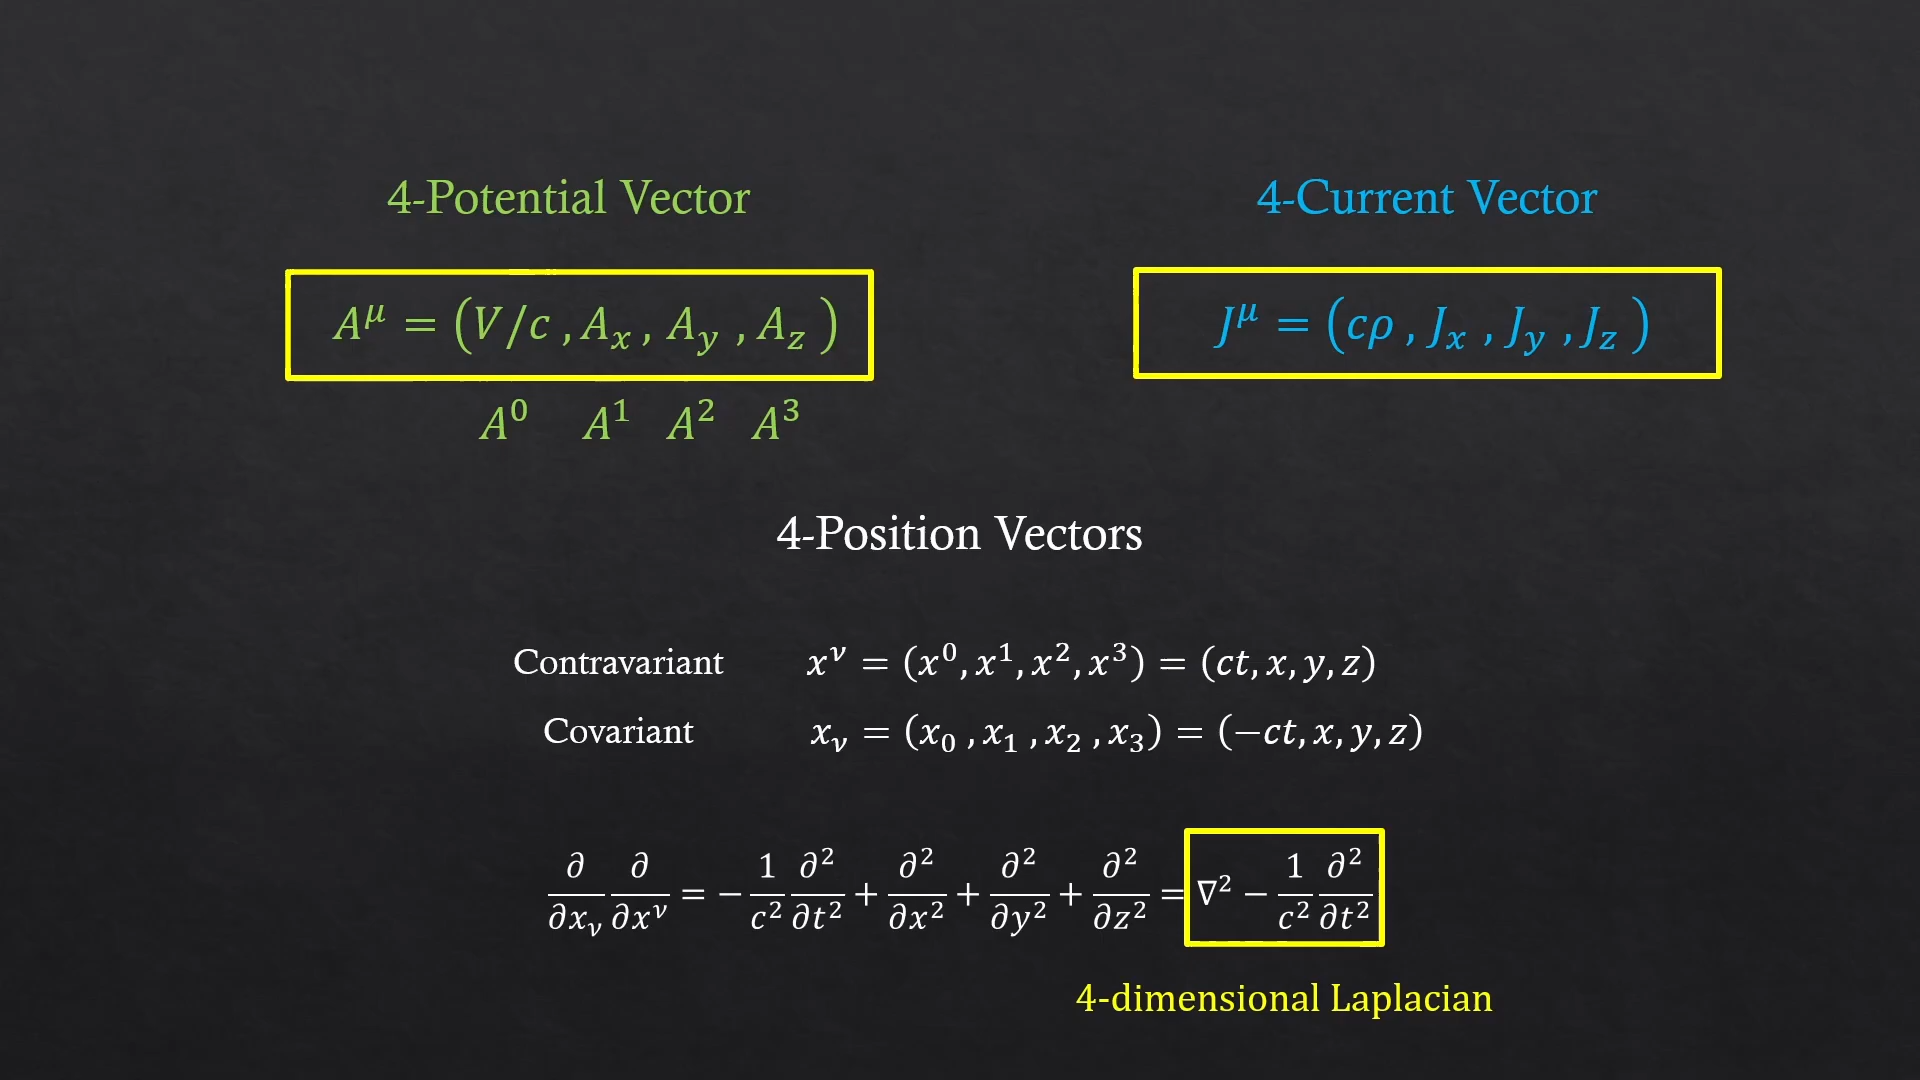 4-Potential Vector
4-Current Vector
A^μ = (V/c , A_x , A_y , A_z )
J^μ = (cρ , J_x , J_y , J_z )
A^0 A^1 A^2 A^3
4-Position Vectors
Contravariant x^ν = (x^0, x^1, x^2, x^3) = (ct, x, y, z)
Covariant x_ν = (x_0 , x_1 , x_2 , x_3) = (−ct, x, y, z)
∂/∂x_ν ∂/∂x^ν = − 1/c^2 ∂^2/∂t^2 + ∂^2/∂x^2 + ∂^2/∂y^2 + ∂^2/∂z^2 = ∇^2 − 1/c^2 ∂^2/∂t^2
4-dimensional Laplacian